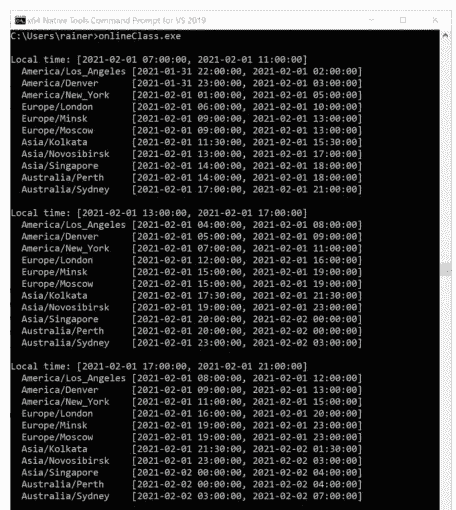 x64 Native Tools Command Prompt for VS 2019
C:\Users\rainer>onlineClass.exe
Local time: [2021-02-01 07:00:00, 2021-02-01 11:00:00]
America/Los_Angeles [2021-01-31 22:00:00, 2021-02-01 02:00:00]
America/Denver [2021-01-31 23:00:00, 2021-02-01 03:00:00]
America/New_York [2021-02-01 01:00:00, 2021-02-01 05:00:00]
Europe/London [2021-02-01 06:00:00, 2021-02-01 10:00:00]
Europe/Minsk [2021-02-01 09:00:00, 2021-02-01 13:00:00]
Europe/Moscow [2021-02-01 09:00:00, 2021-02-01 13:00:00]
Asia/Kolkata [2021-02-01 11:30:00, 2021-02-01 15:30:00]
Asia/Novosibirsk [2021-02-01 13:00:00, 2021-02-01 17:00:00]
Asia/Singapore [2021-02-01 14:00:00, 2021-02-01 18:00:00]
Australia/Perth [2021-02-01 14:00:00, 2021-02-01 18:00:00]
Australia/Sydney [2021-02-01 17:00:00, 2021-02-01 21:00:00]
Local time: [2021-02-01 13:00:00, 2021-02-01 17:00:00]
America/Los_Angeles [2021-02-01 04:00:00, 2021-02-01 08:00:00]
America/Denver [2021-02-01 05:00:00, 2021-02-01 09:00:00]
America/New_York [2021-02-01 07:00:00, 2021-02-01 11:00:00]
Europe/London [2021-02-01 12:00:00, 2021-02-01 16:00:00]
Europe/Minsk [2021-02-01 15:00:00, 2021-02-01 19:00:00]
Europe/Moscow [2021-02-01 15:00:00, 2021-02-01 19:00:00]
Asia/Kolkata [2021-02-01 17:30:00, 2021-02-01 21:30:00]
Asia/Novosibirsk [2021-02-01 19:00:00, 2021-02-01 23:00:00]
Asia/Singapore [2021-02-01 20:00:00, 2021-02-02 00:00:00]
Australia/Perth [2021-02-01 20:00:00, 2021-02-02 00:00:00]
Australia/Sydney [2021-02-01 23:00:00, 2021-02-02 03:00:00]
Local time: [2021-02-01 17:00:00, 2021-02-01 21:00:00]
America/Los_Angeles [2021-02-01 08:00:00, 2021-02-01 12:00:00]
America/Denver [2021-02-01 09:00:00, 2021-02-01 13:00:00]
America/New_York [2021-02-01 11:00:00, 2021-02-01 15:00:00]
Europe/London [2021-02-01 16:00:00, 2021-02-01 20:00:00]
Europe/Minsk [2021-02-01 19:00:00, 2021-02-01 23:00:00]
Europe/Moscow [2021-02-01 19:00:00, 2021-02-01 23:00:00]
Asia/Kolkata [2021-02-01 21:30:00, 2021-02-02 01:30:00]
Asia/Novosibirsk [2021-02-01 23:00:00, 2021-02-02 03:00:00]
Asia/Singapore [2021-02-02 00:00:00, 2021-02-02 04:00:00]
Australia/Perth [2021-02-02 00:00:00, 2021-02-02 04:00:00]
Australia/Sydney [2021-02-02 03:00:00, 2021-02-02 07:00:00]